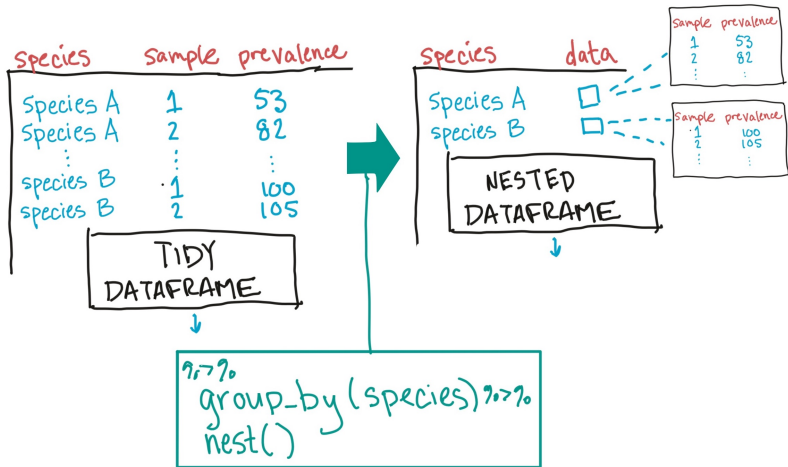 species sample prevalence
Species A 1 53
Species A 2 82
⋮ ⋮ ⋮
species B 1 100
species B 2 105
TIDY
DATAFRAME
species data
Species A
species B
NESTED
DATAFRAME
sample prevalence
1 53
2 82
⋮ ⋮
sample prevalence
1 100
2 105
⋮ ⋮
%>%
group_by(species) %>%
nest()